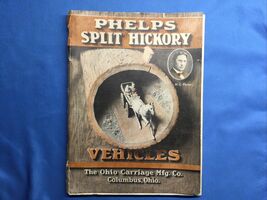 PHELPS
SPLIT HICKORY
VEHICLES
The Ohio Carriage Mfg. Co.
Columbus, Ohio.